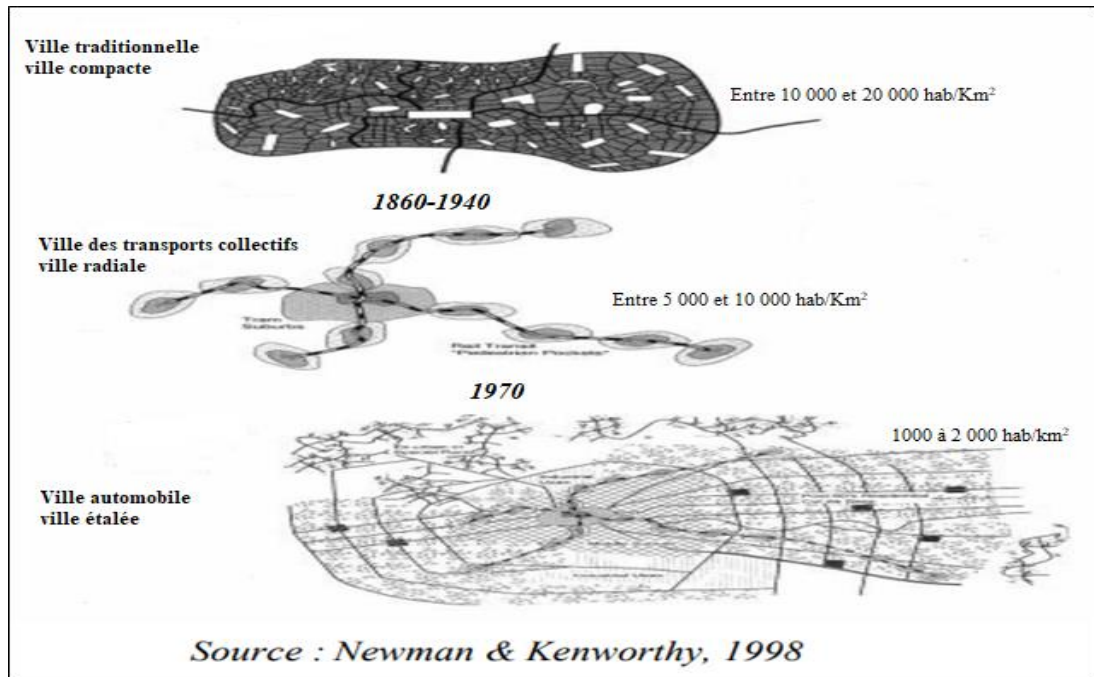 Ville traditionnelle
ville compacte
Entre 10 000 et 20 000 hab/Km²
1860-1940
Ville des transports collectifs
ville radiale
Entre 5 000 et 10 000 hab/Km²
Tram
Suburbs
Rail Transit
"Pedestrian Pockets"
1970
1000 à 2 000 hab/km²
Ville automobile
ville étalée
Source : Newman & Kenworthy, 1998